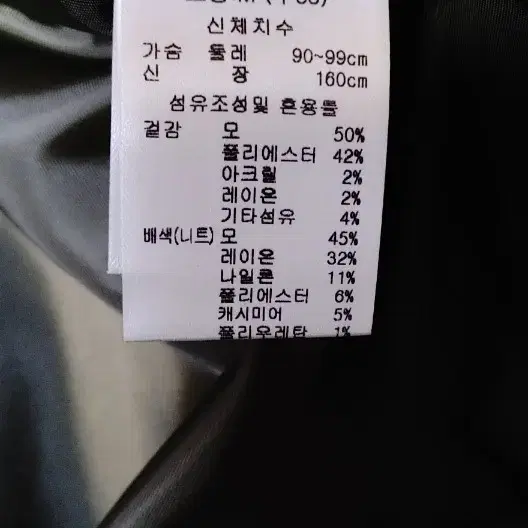 신체치수
가슴 둘레 90~99cm
신 장 160cm
섬유조성및 혼용률
겉감 모 50%
폴리에스터 42%
아크릴 2%
레이온 2%
기타섬유 4%
배색(니트) 모 45%
레이온 32%
나일론 11%
폴리에스터 6%
캐시미어 5%
폴리우레탄 1%